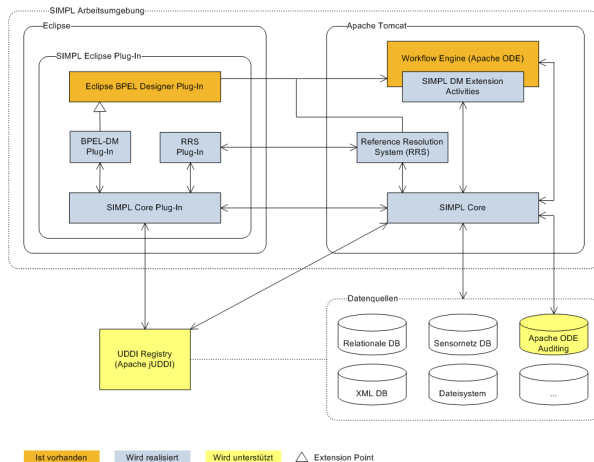 SIMPL Arbeitsumgebung
Eclipse
Apache Tomcat
SIMPL Eclipse Plug-In
Workflow Engine (Apache ODE)
Eclipse BPEL Designer Plug-In
SIMPL DM Extension
Activities
BPEL-DM
Plug-In
RRS
Plug-In
Reference Resolution
System (RRS)
SIMPL Core Plug-In
SIMPL Core
Datenquellen
UDDI Registry
(Apache jUDDI)
Relationale DB
Sensornetz DB
Apache ODE
Auditing
XML DB
Dateisystem
...
Ist vorhanden
Wird realisiert
Wird unterstützt
Extension Point